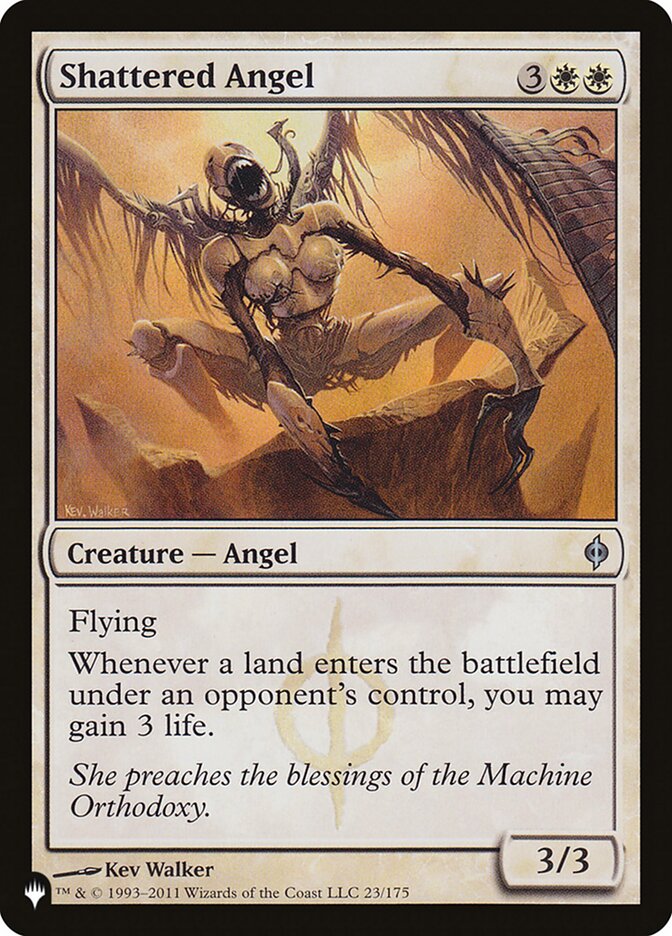 Shattered Angel 3
KEV. WALKER
Creature — Angel
Flying
Whenever a land enters the battlefield
under an opponent's control, you may
gain 3 life.
She preaches the blessings of the Machine
Orthodoxy.
3/3
Kev Walker
™ & © 1993–2011 Wizards of the Coast LLC 23/175